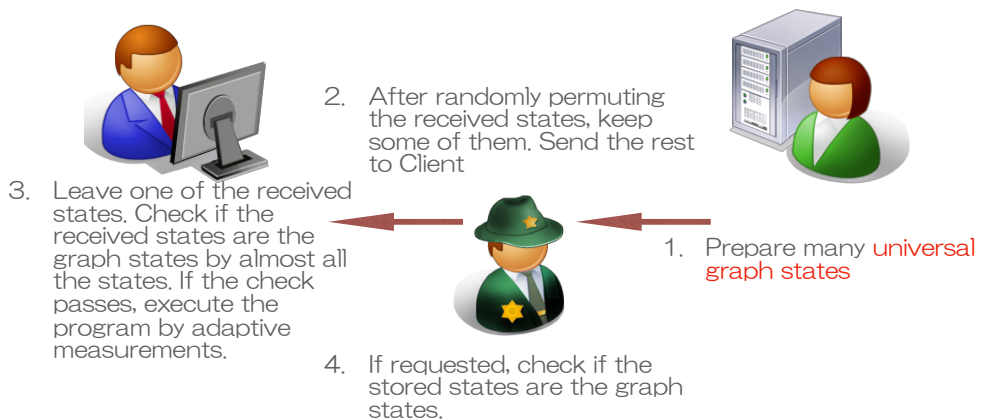 2. After randomly permuting
the received states, keep
some of them. Send the rest
to Client
3. Leave one of the received
states. Check if the
received states are the
graph states by almost all
the states. If the check
passes, execute the
program by adaptive
measurements.
1. Prepare many universal
graph states
4. If requested, check if the
stored states are the graph
states.